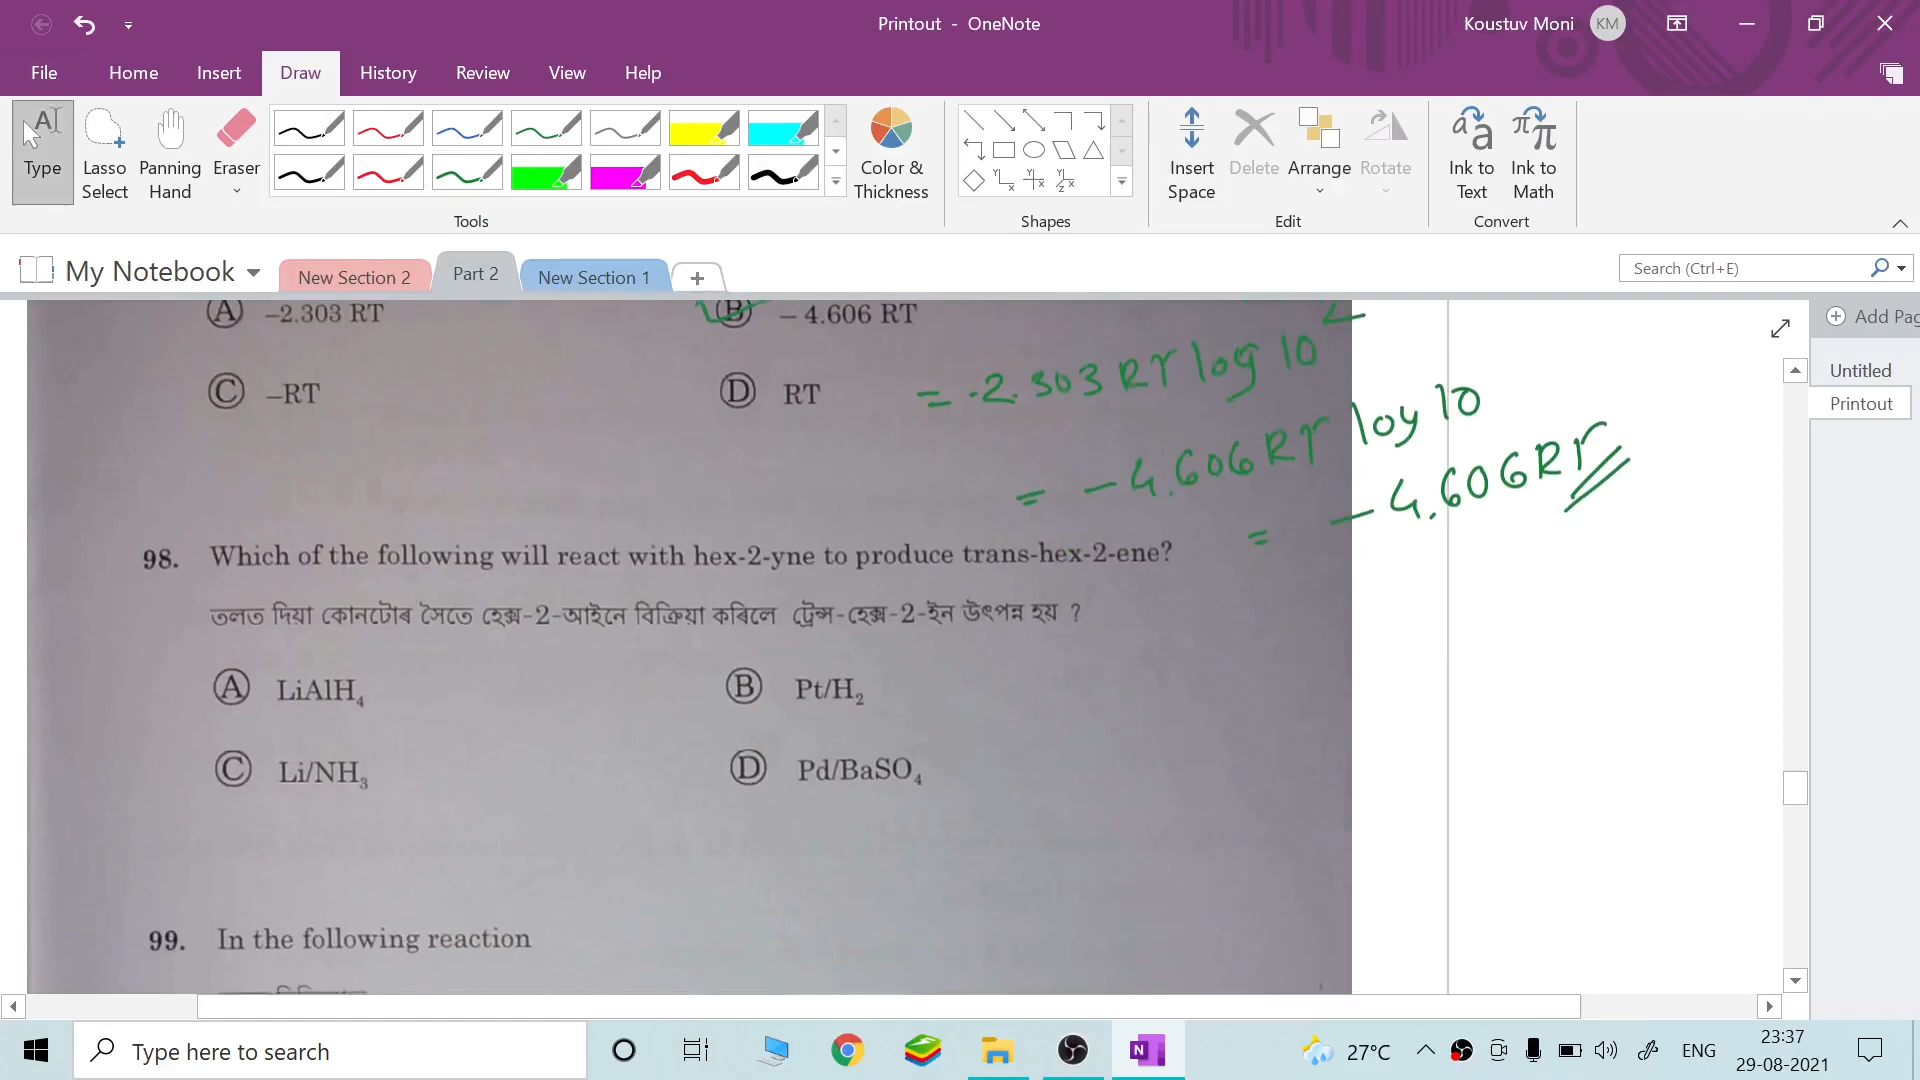 Printout - OneNote
Koustuv Moni KM
File Home Insert Draw History Review View Help
Type
Lasso Select
Panning Hand
Eraser
Color & Thickness
Insert Space
Delete
Arrange
Rotate
Ink to Text
Ink to Math
Tools
Shapes
Edit
Convert
My Notebook
New Section 2
Part 2
New Section 1
Search (Ctrl+E)
Add Pag
Untitled
Printout
(A) –2.303 RT
(B) – 4.606 RT
(C) –RT
(D) RT
= -2.303 RT log 10 2
= -4.606 RT log 10
= -4.606 RT
98. Which of the following will react with hex-2-yne to produce trans-hex-2-ene?
তলত দিয়া কোনটোৰ সৈতে হেক্স-2-আইনে বিক্রিয়া কৰিলে ট্রেন্স-হেক্স-2-ইন উৎপন্ন হয় ?
(A) LiAlH₄
(B) Pt/H₂
(C) Li/NH₃
(D) Pd/BaSO₄
99. In the following reaction
Type here to search
27°C
ENG
23:37
29-08-2021